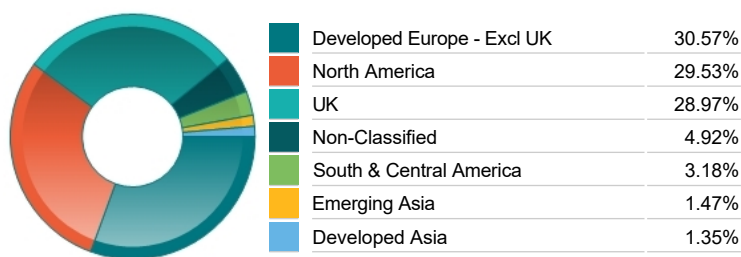 Developed Europe - Excl UK 30.57%
North America 29.53%
UK 28.97%
Non-Classified 4.92%
South & Central America 3.18%
Emerging Asia 1.47%
Developed Asia 1.35%